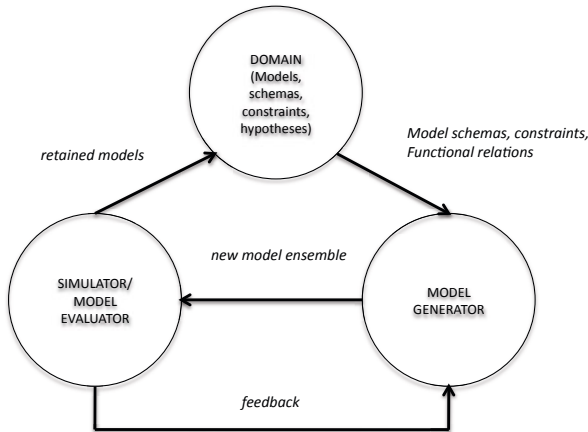 DOMAIN
(Models,
schemas,
constraints,
hypotheses)
Model schemas, constraints,
Functional relations
retained models
new model ensemble
SIMULATOR/
MODEL
EVALUATOR
MODEL
GENERATOR
feedback